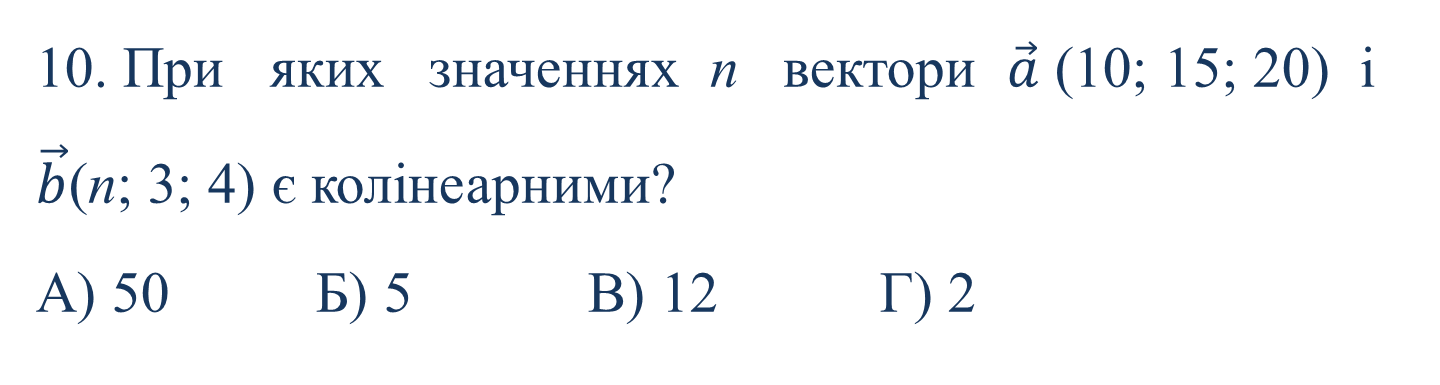 10. При яких значеннях n вектори a⃗ (10; 15; 20) і
b⃗(n; 3; 4) є колінеарними?
А) 50 Б) 5 В) 12 Г) 2